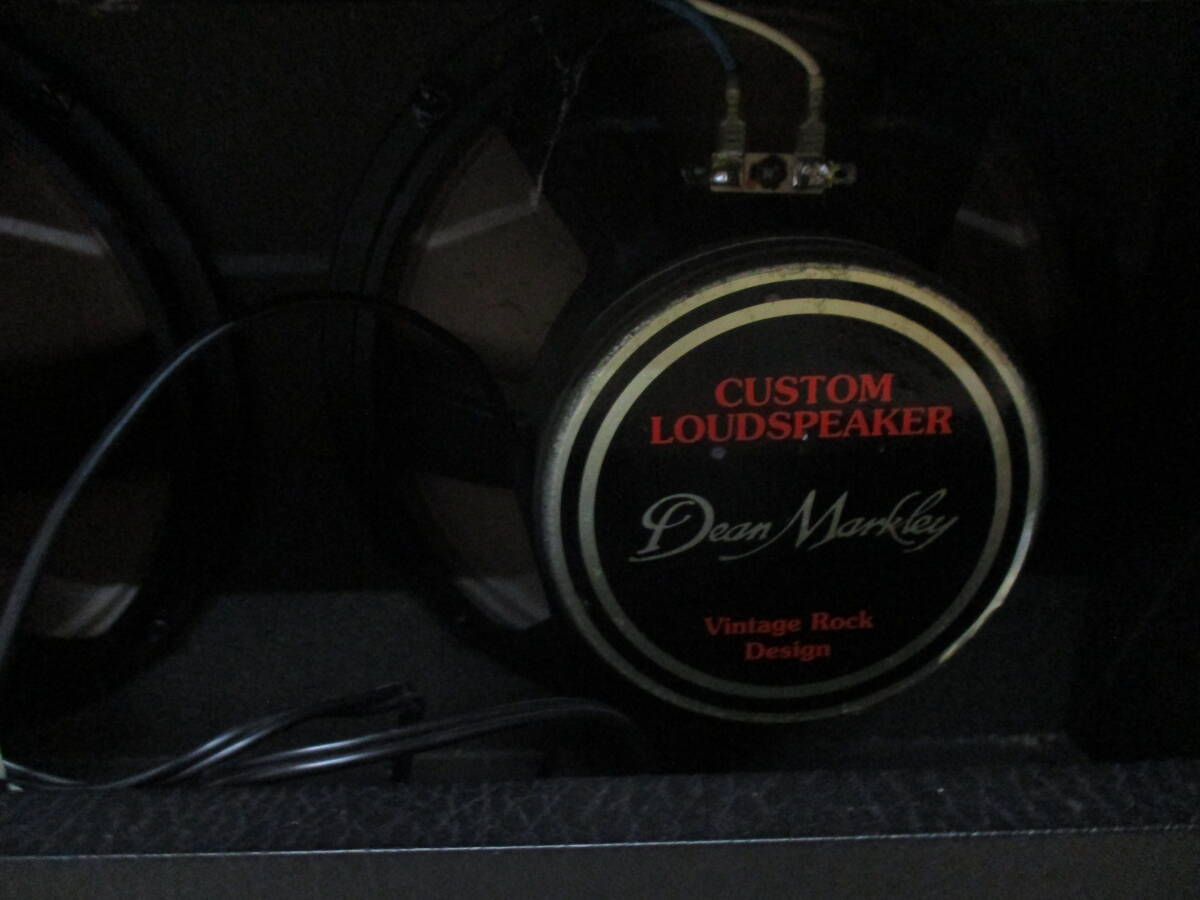 CUSTOM
LOUDSPEAKER
Dean Markley
Vintage Rock
Design